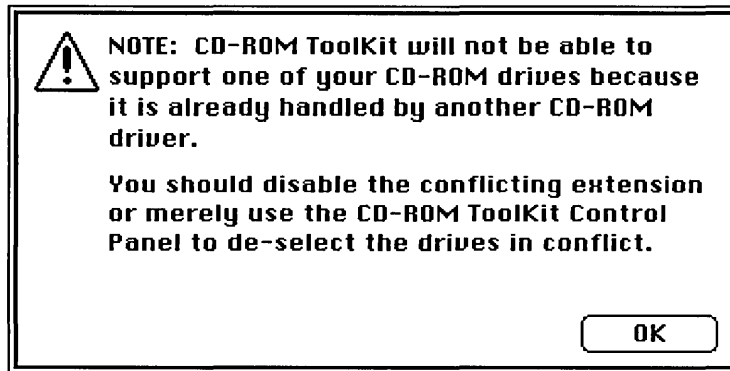 NOTE: CD-ROM ToolKit will not be able to
support one of your CD-ROM drives because
it is already handled by another CD-ROM
driver.
You should disable the conflicting extension
or merely use the CD-ROM ToolKit Control
Panel to de-select the drives in conflict.
OK